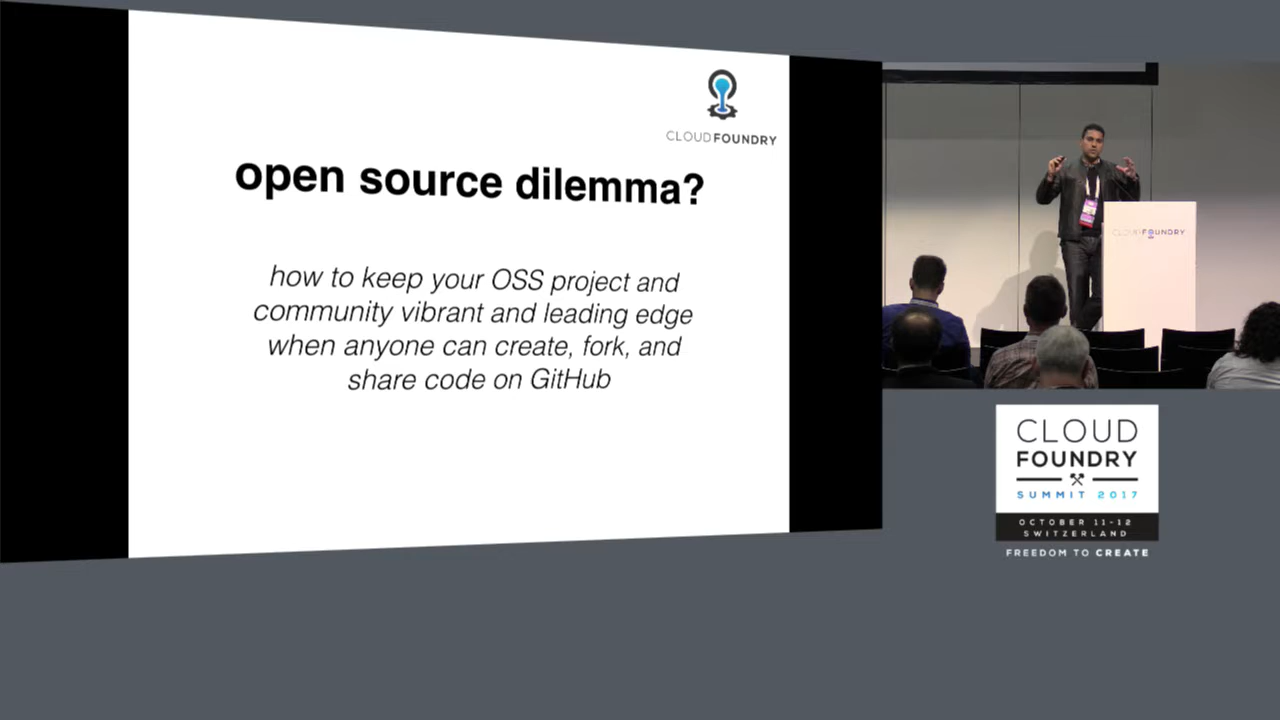 CLOUD FOUNDRY
open source dilemma?
how to keep your OSS project and
community vibrant and leading edge
when anyone can create, fork, and
share code on GitHub
CLOUD FOUNDRY
CLOUD
FOUNDRY
SUMMIT 2017
OCTOBER 11-12
SWITZERLAND
FREEDOM TO CREATE